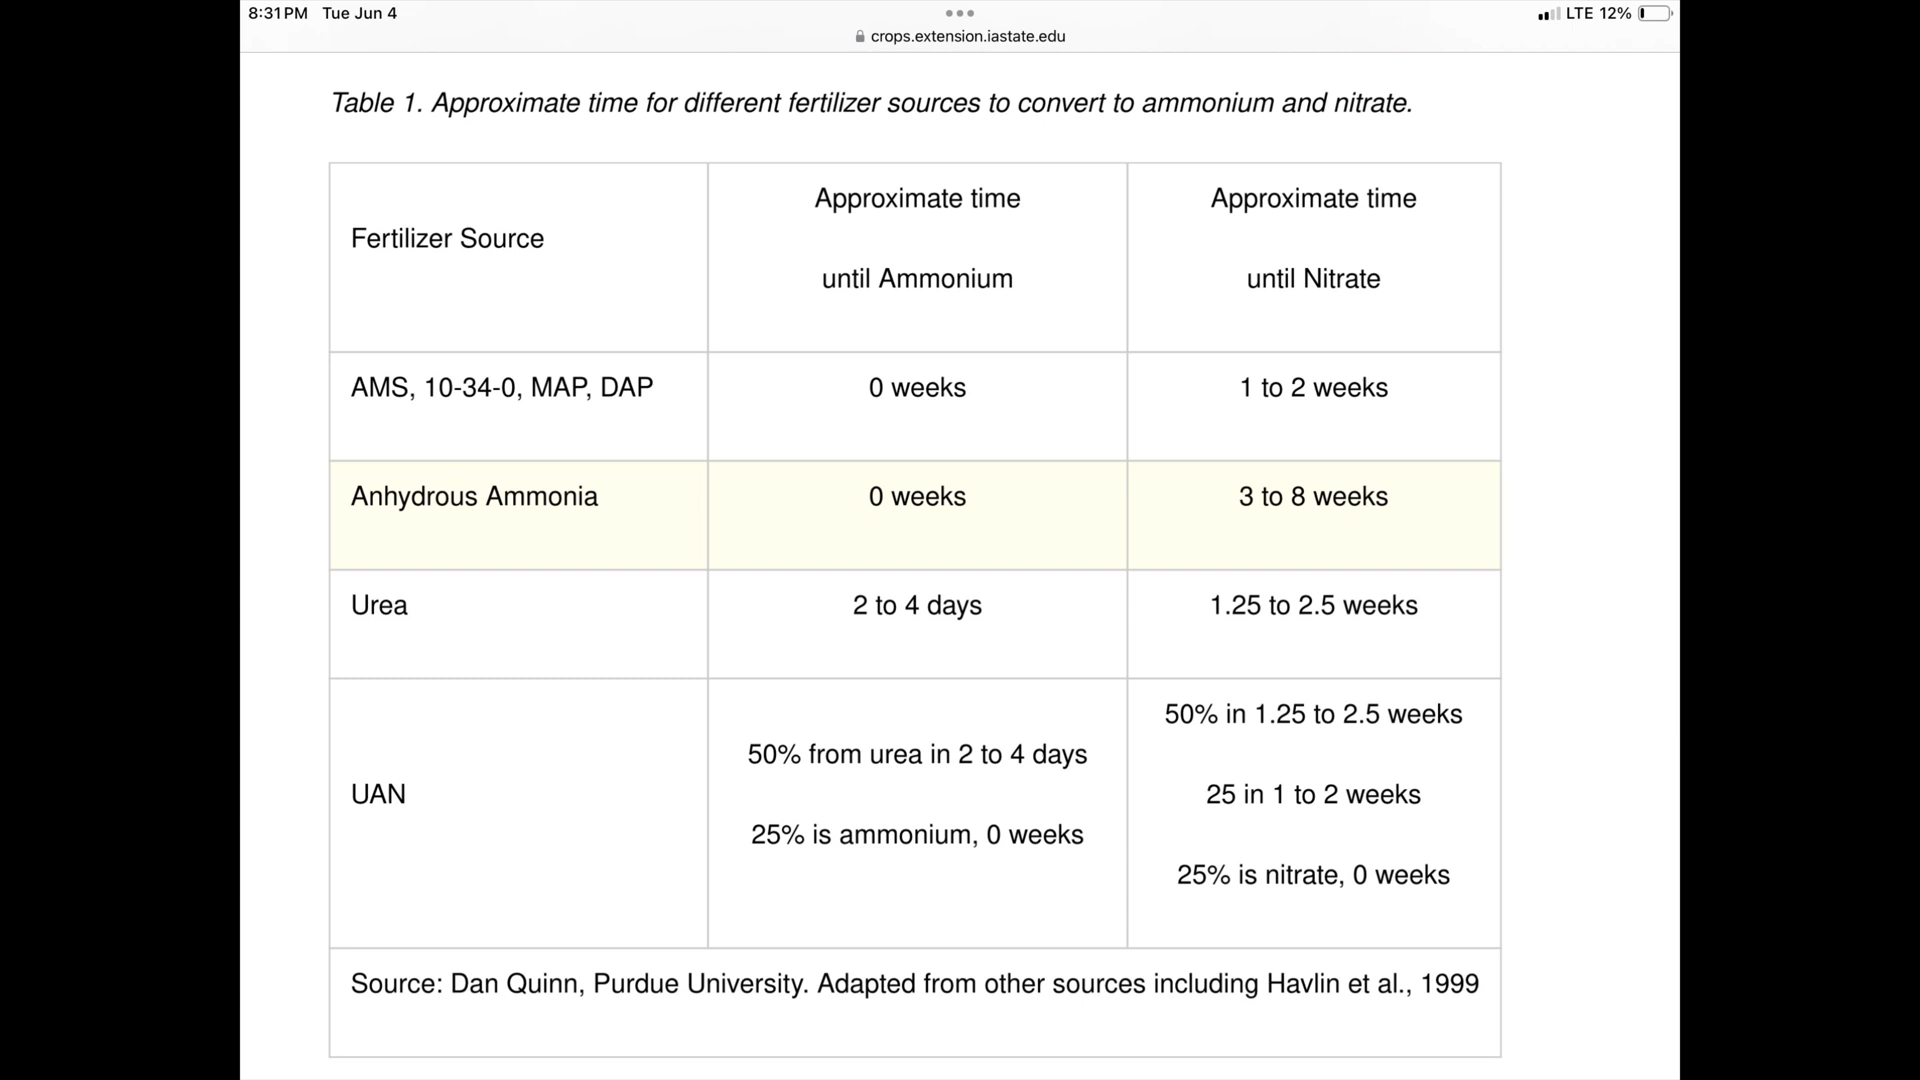 8:31 PM Tue Jun 4
LTE 12%
crops.extension.iastate.edu
Table 1. Approximate time for different fertilizer sources to convert to ammonium and nitrate.
Fertilizer Source
Approximate time
until Ammonium
Approximate time
until Nitrate
AMS, 10-34-0, MAP, DAP
0 weeks
1 to 2 weeks
Anhydrous Ammonia
0 weeks
3 to 8 weeks
Urea
2 to 4 days
1.25 to 2.5 weeks
UAN
50% from urea in 2 to 4 days
25% is ammonium, 0 weeks
50% in 1.25 to 2.5 weeks
25 in 1 to 2 weeks
25% is nitrate, 0 weeks
Source: Dan Quinn, Purdue University. Adapted from other sources including Havlin et al., 1999